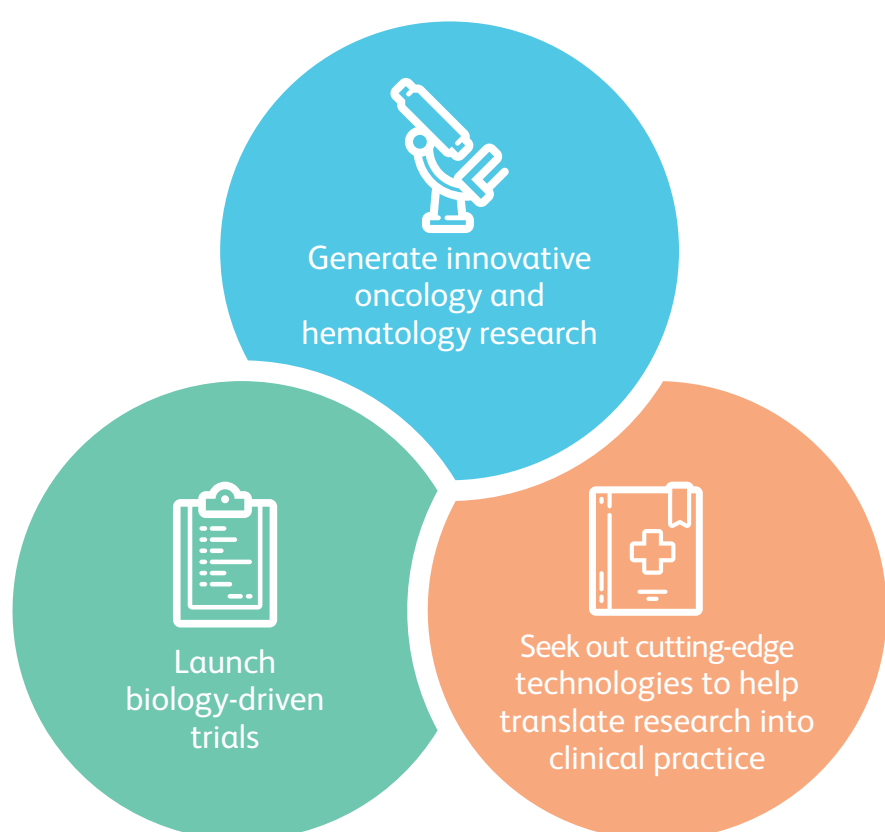 Generate innovative
oncology and
hematology research
Launch
biology-driven
trials
Seek out cutting-edge
technologies to help
translate research into
clinical practice